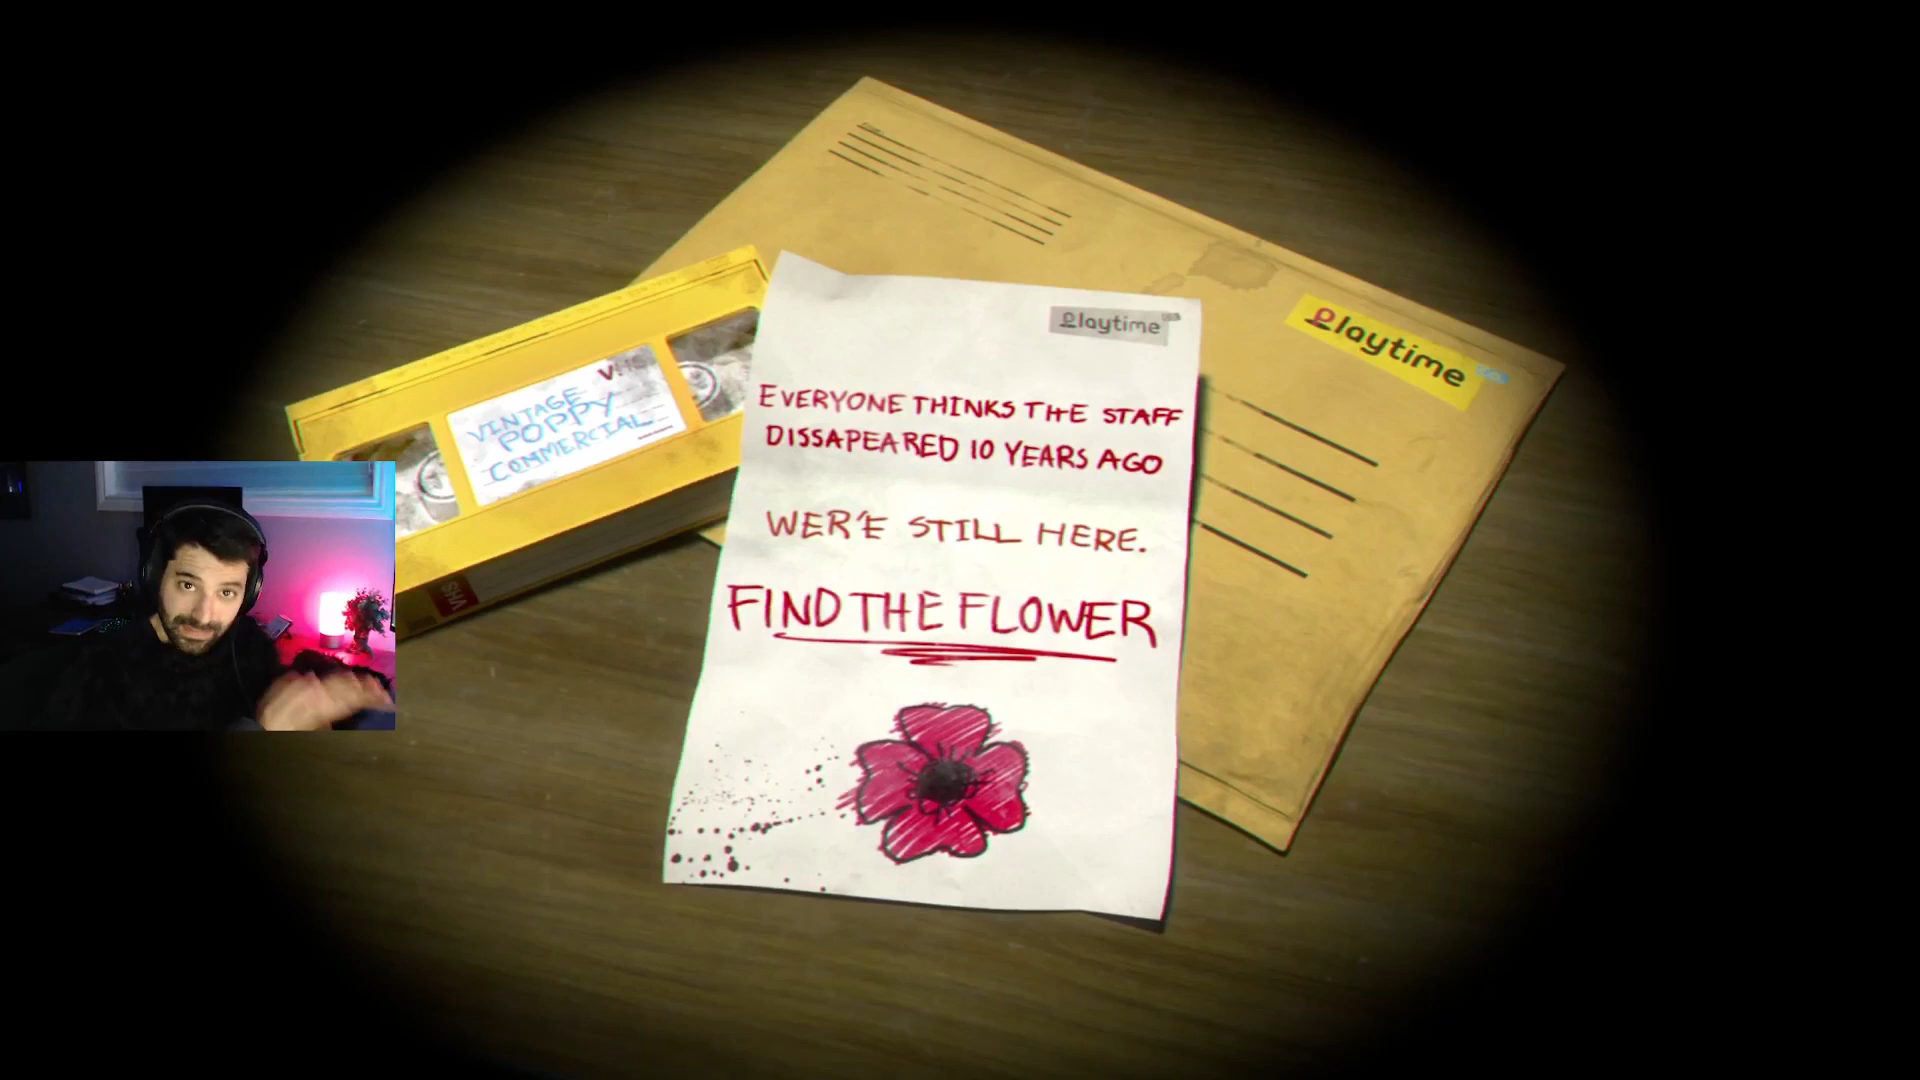 Playtime
Playtime
VHS
VINTAGE
POPPY
COMMERCIAL
VHS
EVERYONE THINKS THE STAFF
DISSAPEARED 10 YEARS AGO
WER'E STILL HERE.
FIND THE FLOWER